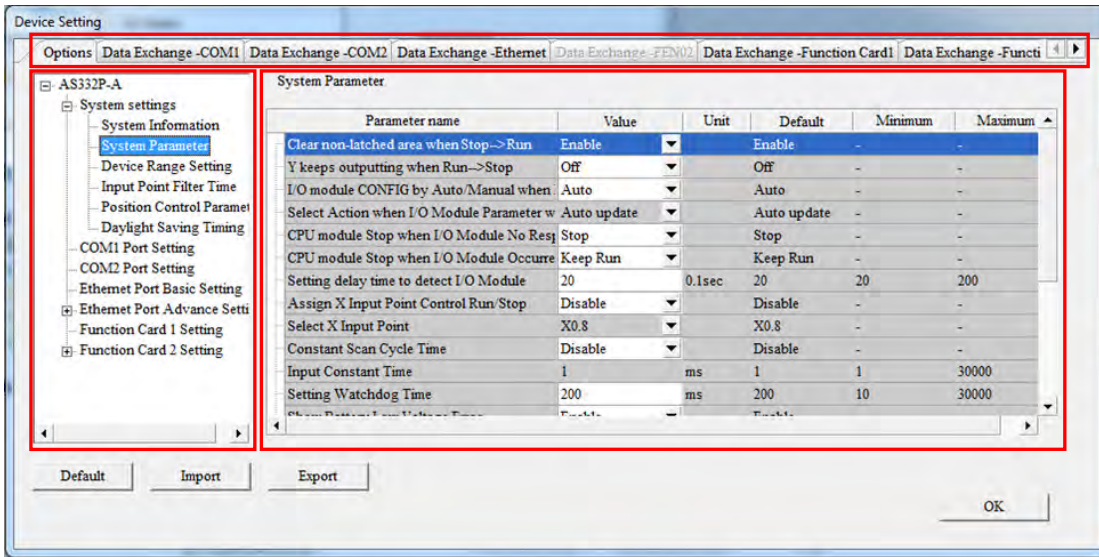 Device Setting
Options Data Exchange -COM1 Data Exchange -COM2 Data Exchange -Ethernet Data Exchange -FEN02 Data Exchange -Function Card1 Data Exchange -Functi
AS332P-A
System settings
System Information
System Parameter
Device Range Setting
Input Point Filter Time
Position Control Paramet
Daylight Saving Timing
COM1 Port Setting
COM2 Port Setting
Ethernet Port Basic Setting
Ethernet Port Advance Setti
Function Card 1 Setting
Function Card 2 Setting
System Parameter
Parameter name Value Unit Default Minimum Maximum
Clear non-latched area when Stop-->Run Enable Enable - -
Y keeps outputting when Run-->Stop Off Off - -
I/O module CONFIG by Auto/Manual when Auto Auto - -
Select Action when I/O Module Parameter w Auto update Auto update - -
CPU module Stop when I/O Module No Resp Stop Stop - -
CPU module Stop when I/O Module Occurre Keep Run Keep Run - -
Setting delay time to detect I/O Module 20 0.1sec 20 20 200
Assign X Input Point Control Run/Stop Disable Disable - -
Select X Input Point X0.8 X0.8 - -
Constant Scan Cycle Time Disable Disable - -
Input Constant Time 1 ms 1 1 30000
Setting Watchdog Time 200 ms 200 10 30000
Show Battery Low Voltage Error Enable Enable
Default Import Export
OK